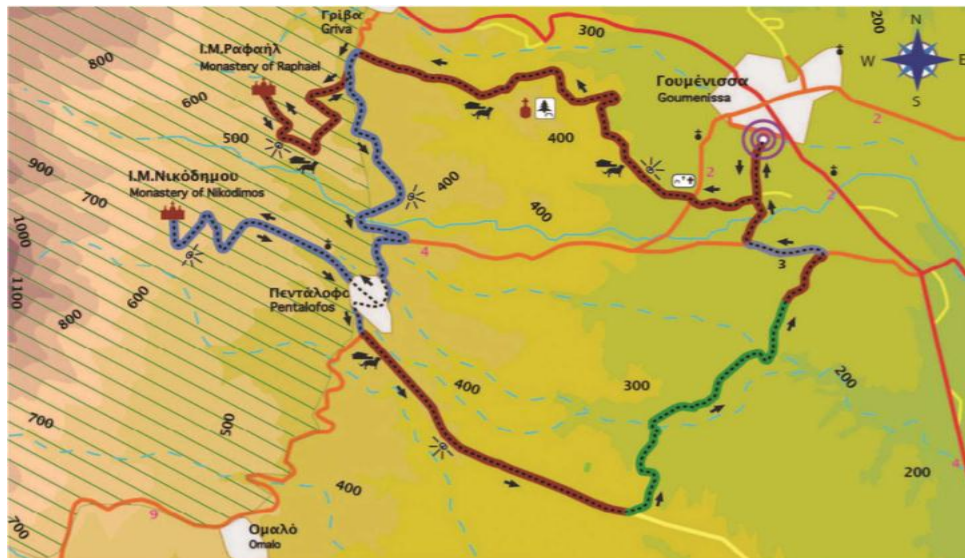 Γρίβα
Griva
300
200
N
W
E
S
800
Ι.Μ.Ραφαήλ
Monastery of Raphael
Γουμένισσα
Goumenissa
600
500
400
2
900
Ι.Μ.Νικόδημου
Monastery of Nikodimos
700
400
400
2
2
1000
4
3
1100
600
Πεντάλοφο
Pentalofos
800
400
300
200
700
500
400
200
4
9
700
Ομαλό
Omalo